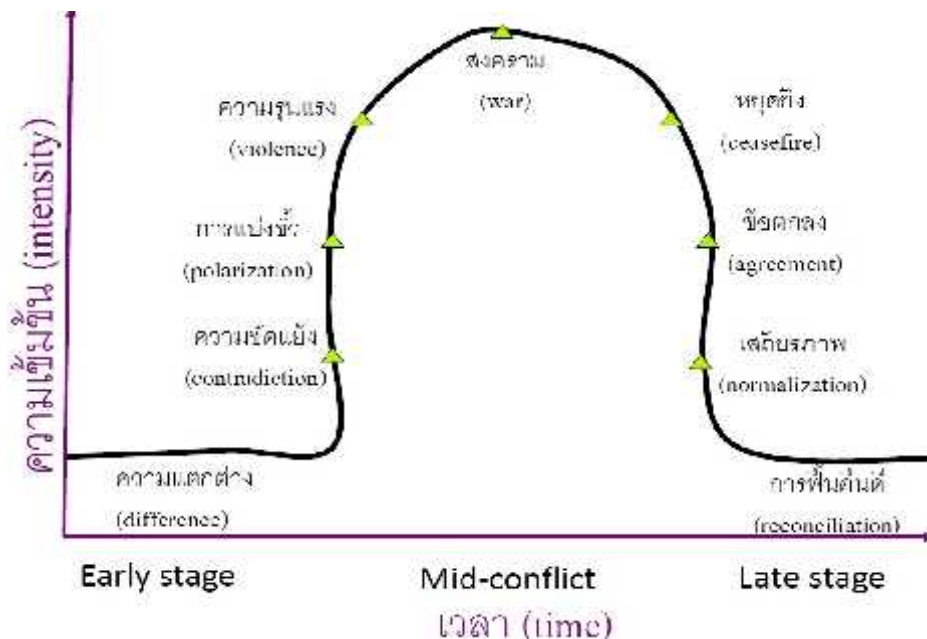 ความเข้มข้น (intensity)
สงคราม
(war)
ความรุนแรง
(violence)
หยุดยิง
(ceasefire)
การแบ่งขั้ว
(polarization)
ข้อตกลง
(agreement)
ความขัดแย้ง
(contrudiction)
เสถียรภาพ
(normalization)
ความแตกต่าง
(difference)
การฟื้นคืนดี
(reconciliation)
Early stage
Mid-conflict
Late stage
เวลา (time)